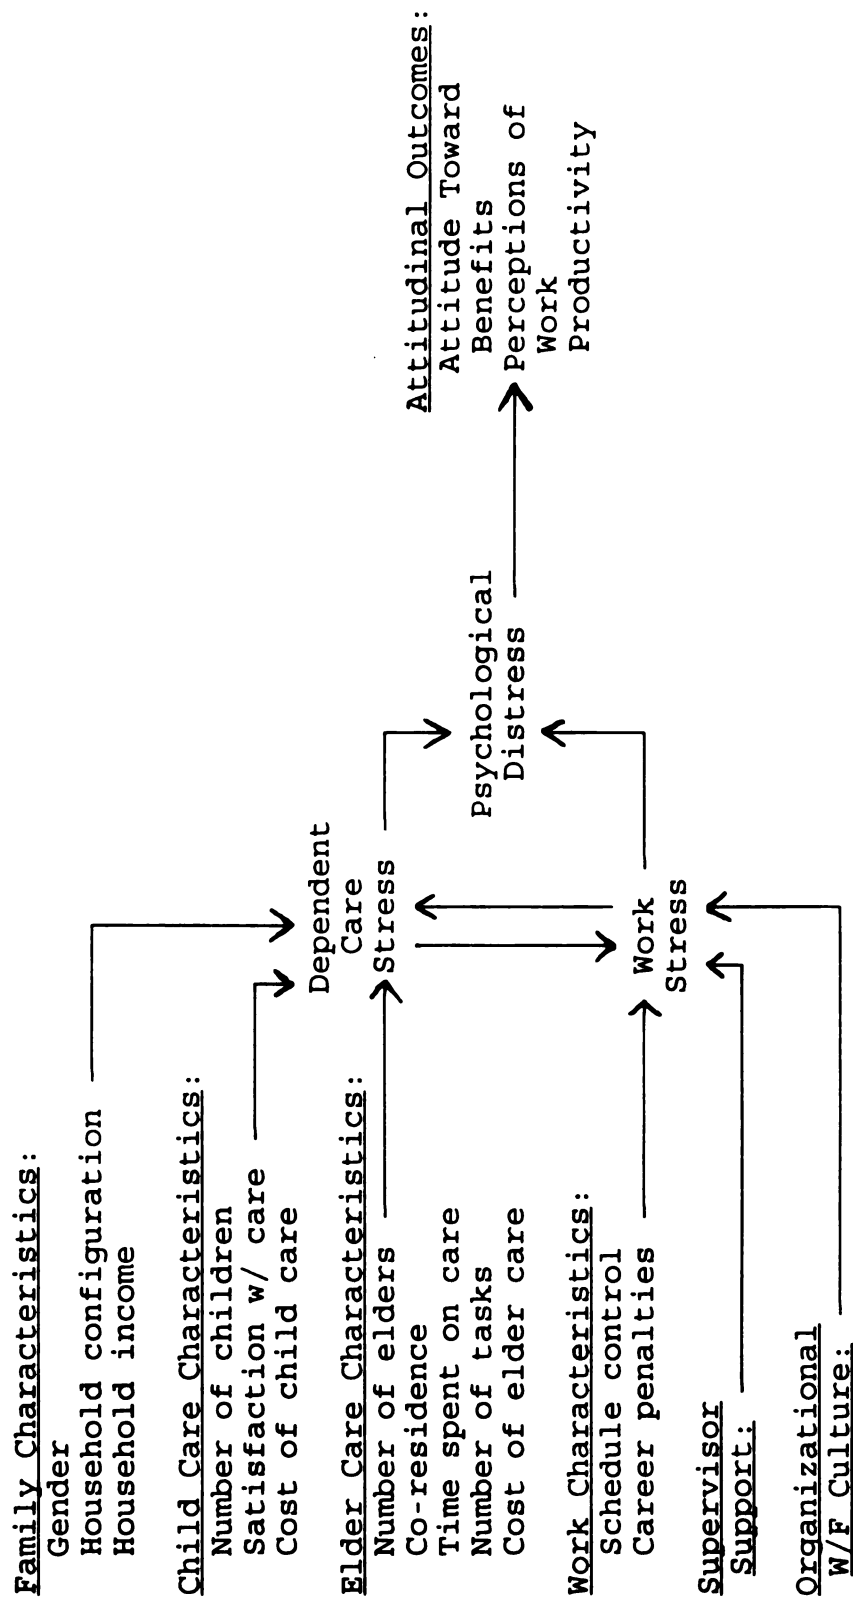 Family Characteristics:
Gender
Household configuration
Household income
Child Care Characteristics:
Number of children
Satisfaction w/ care
Cost of child care
Elder Care Characteristics:
Number of elders
Co-residence
Time spent on care
Number of tasks
Cost of elder care
Work Characteristics:
Schedule control
Career penalties
Supervisor
Support:
Organizational
W/F Culture:
Dependent
Care
Stress
Work
Stress
Psychological
Distress
Attitudinal Outcomes:
Attitude Toward
Benefits
Perceptions of
Work
Productivity